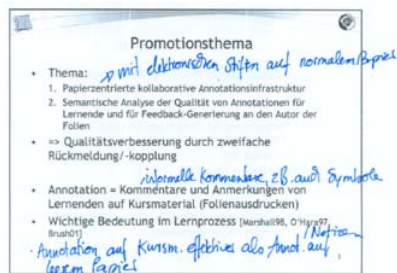 Promotionsthema
• Thema: → mit elektronischen Stiften auf normalem Papier
1. Papierzentrierte kollaborative Annotationsinfrastruktur
2. Semantische Analyse der Qualität von Annotationen für
Lernende und für Feedback-Generierung an den Autor der
Folien
• => Qualitätsverbesserung durch zweifache
Rückmeldung/-kopplung
informelle Kommentare, z.B. auch Symbole
• Annotation = Kommentare und Anmerkungen von
Lernenden auf Kursmaterial (Folienausdrucken)
/Notizen
• Wichtige Bedeutung im Lernprozess [Marshall98, O'Hara97,
Brush01]
· Annotation auf Kursm. effektiver als Annot. auf
leerem Papier